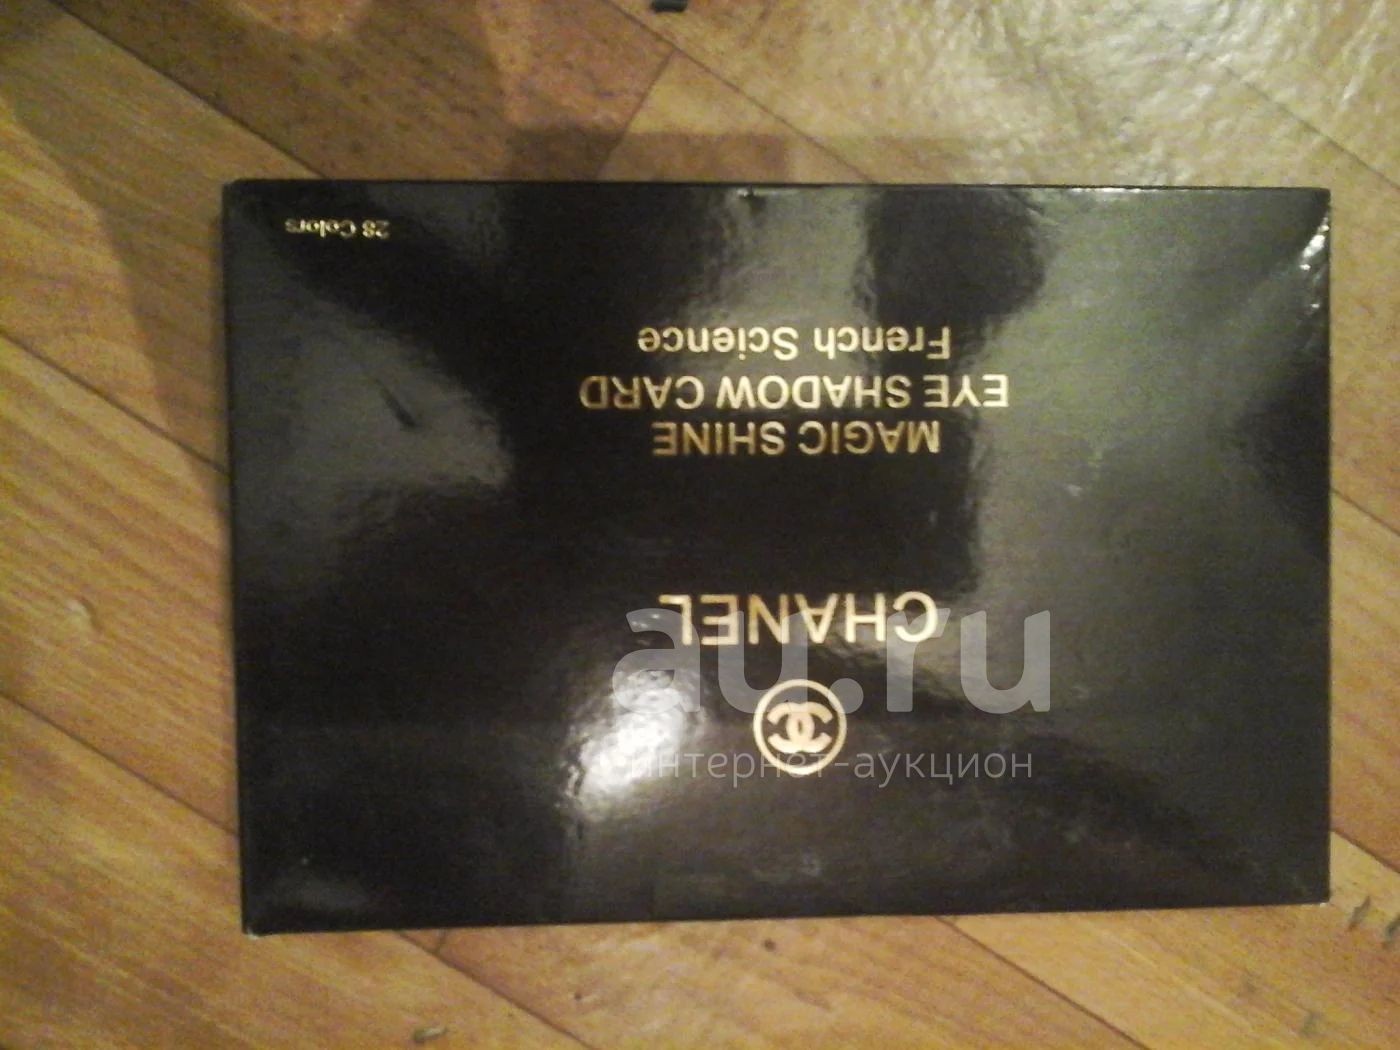 CHANEL
MAGIC SHINE
EYE SHADOW CARD
French Science
28 Colors
au.ru
интернет-аукцион